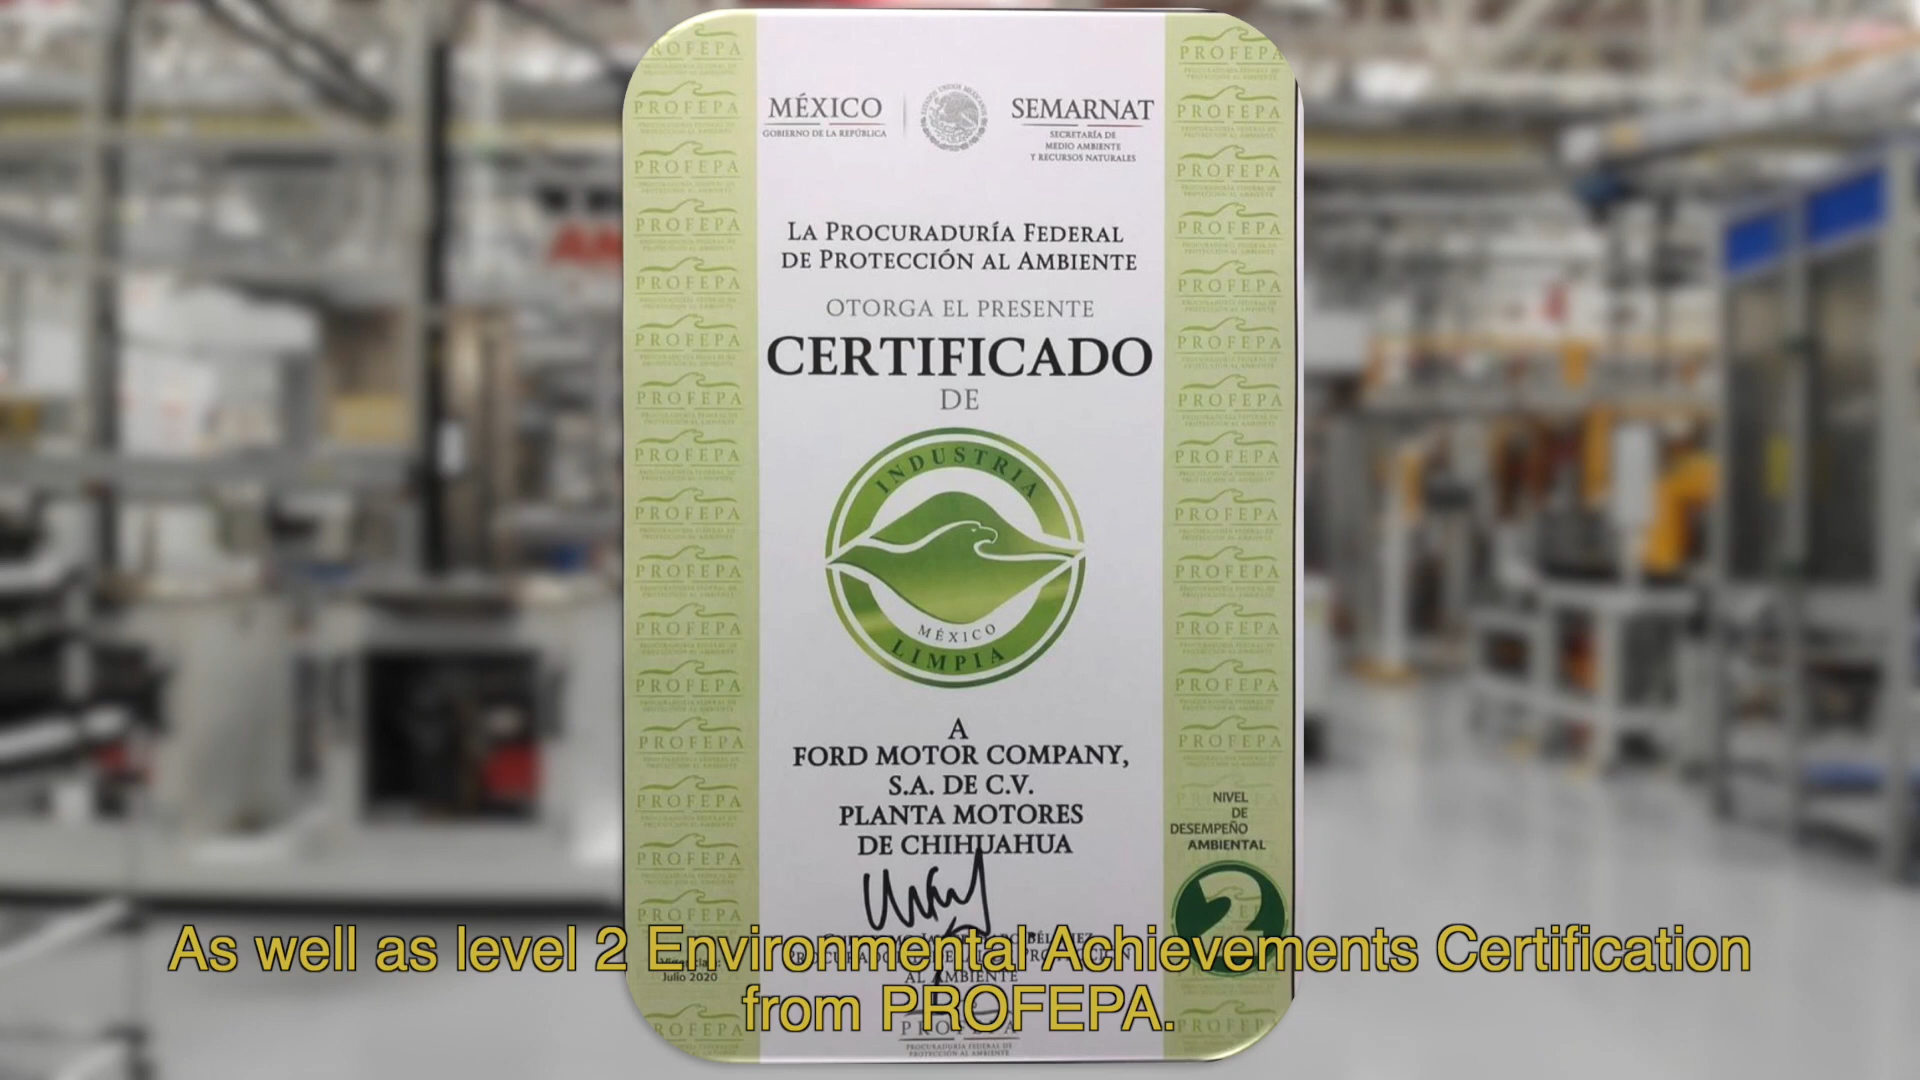 MÉXICO
GOBIERNO DE LA REPÚBLICA
ESTADOS UNIDOS MEXICANOS
SEMARNAT
SECRETARÍA DE
MEDIO AMBIENTE
Y RECURSOS NATURALES
LA PROCURADURÍA FEDERAL
DE PROTECCIÓN AL AMBIENTE
OTORGA EL PRESENTE
CERTIFICADO
DE
INDUSTRIA
MÉXICO
LIMPIA
A
FORD MOTOR COMPANY,
S.A. DE C.V.
PLANTA MOTORES
DE CHIHUAHUA
NIVEL
DE
DESEMPEÑO
AMBIENTAL
2
Julio 2020
AL AMBIENTE
PROFEPA
PROCURADURÍA FEDERAL DE
PROTECCIÓN AL AMBIENTE
As well as level 2 Environmental Achievements Certification
from PROFEPA.